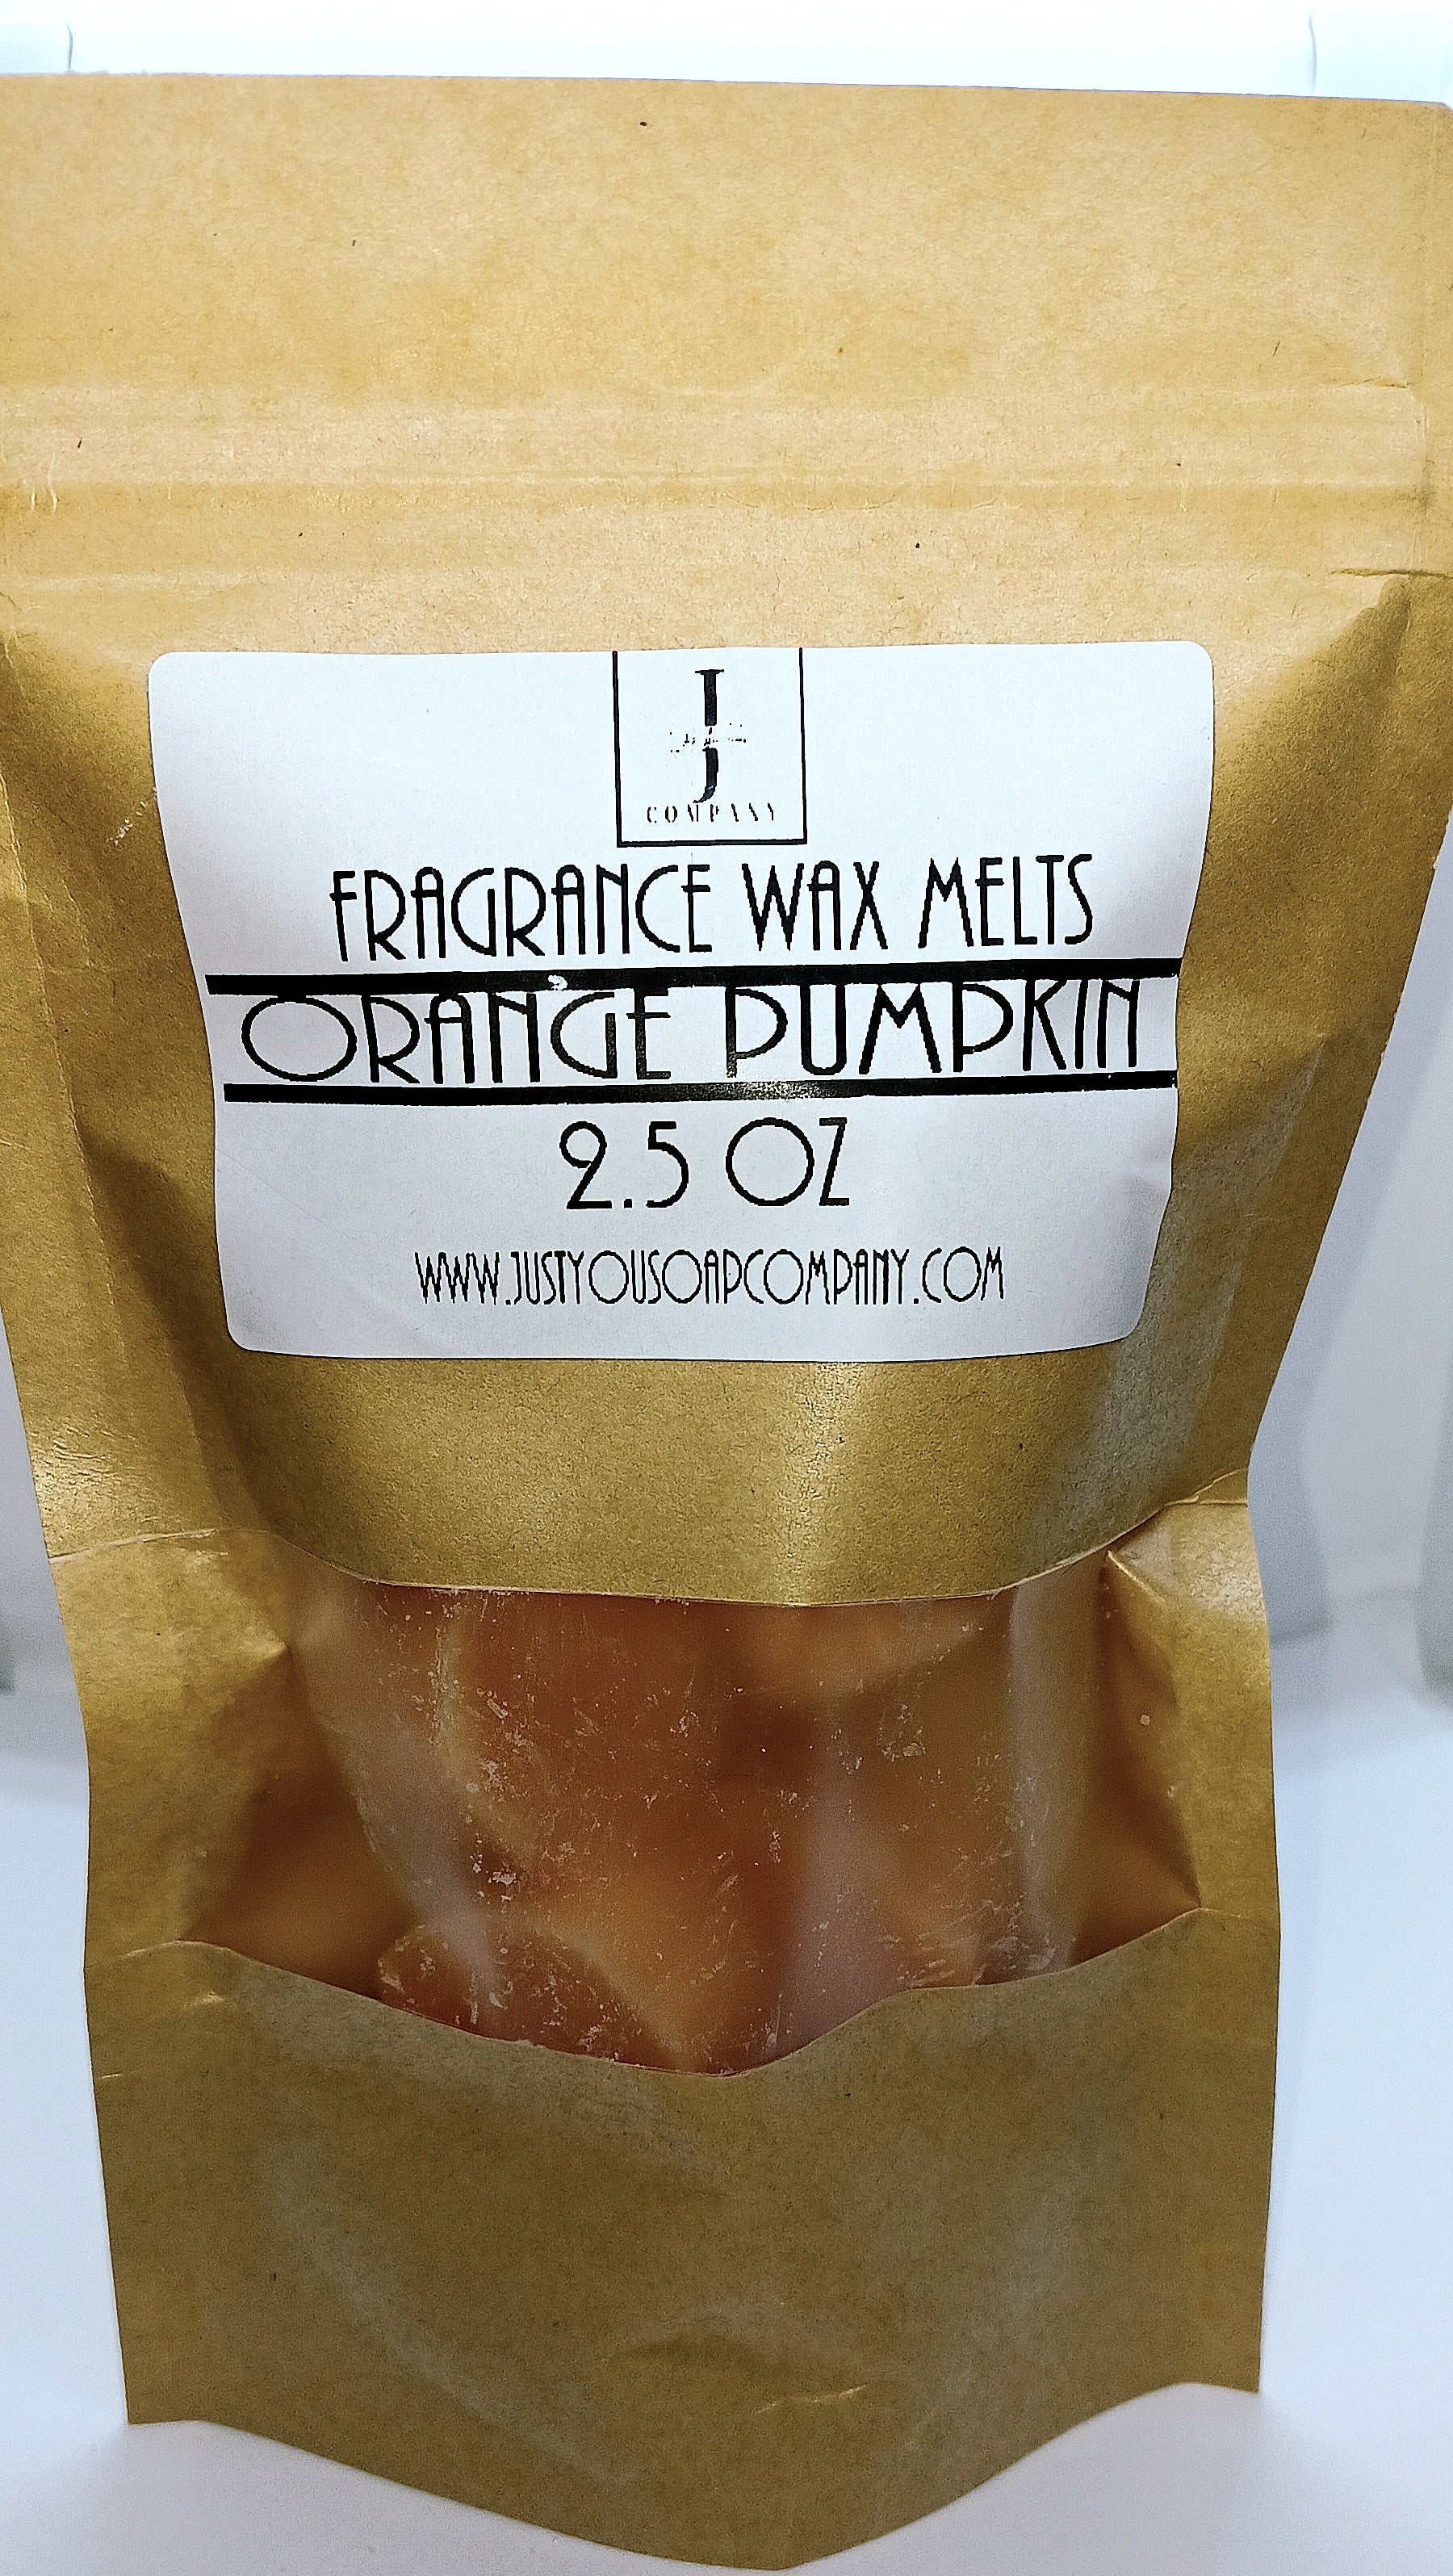 J
COMPANY
FRAGRANCE WAX MELTS
ORANGE PUMPKIN
2.5 OZ
WWW.JUSTYOUSOAPCOMPANY.COM